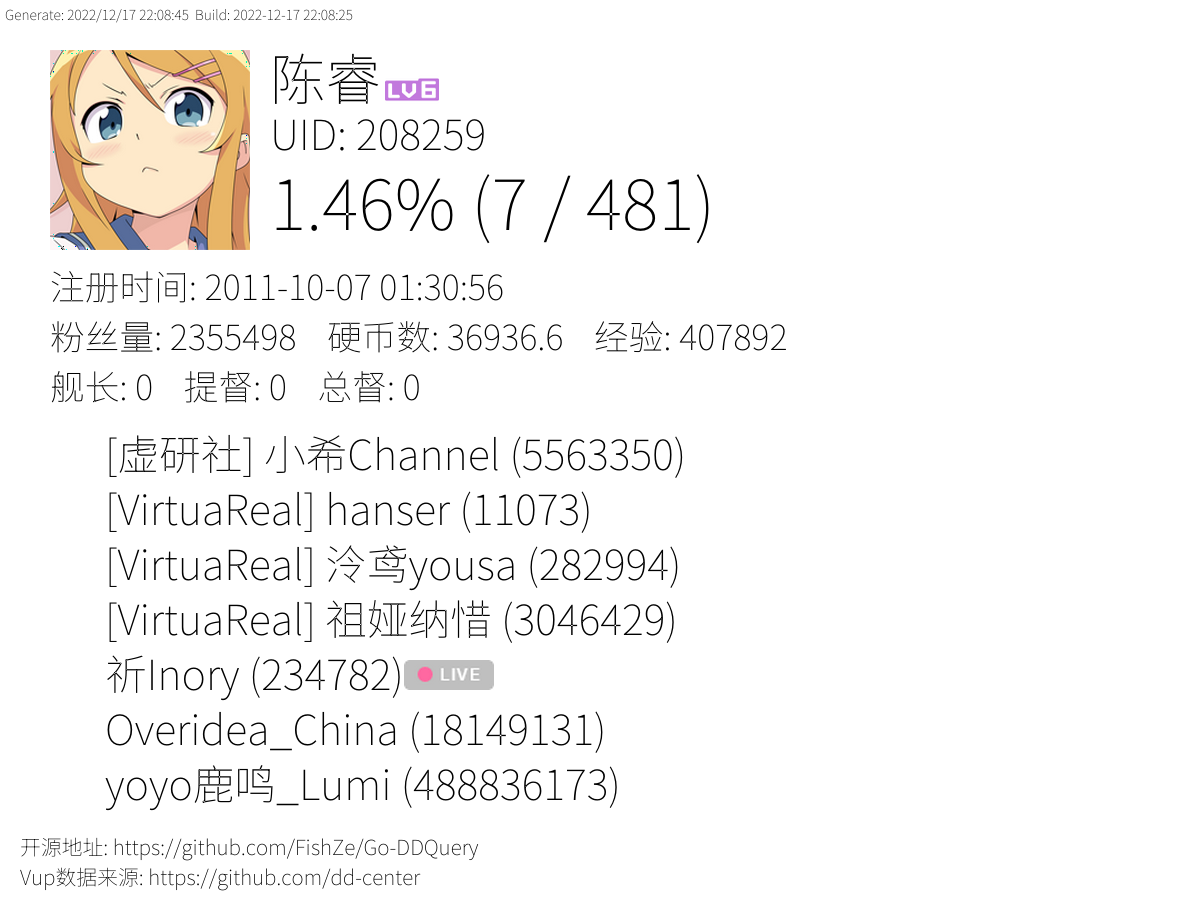 Generate: 2022/12/17 22:08:45 Build: 2022-12-17 22:08:25
陈睿 LV6
UID: 208259
1.46% (7 / 481)
注册时间: 2011-10-07 01:30:56
粉丝量: 2355498 硬币数: 36936.6 经验: 407892
舰长: 0 提督: 0 总督: 0
[虚研社] 小希Channel (5563350)
[VirtuaReal] hanser (11073)
[VirtuaReal] 泠鸢yousa (282994)
[VirtuaReal] 祖娅纳惜 (3046429)
祈Inory (234782) LIVE
Overidea_China (18149131)
yoyo鹿鸣_Lumi (488836173)
开源地址: https://github.com/FishZe/Go-DDQuery
Vup数据来源: https://github.com/dd-center